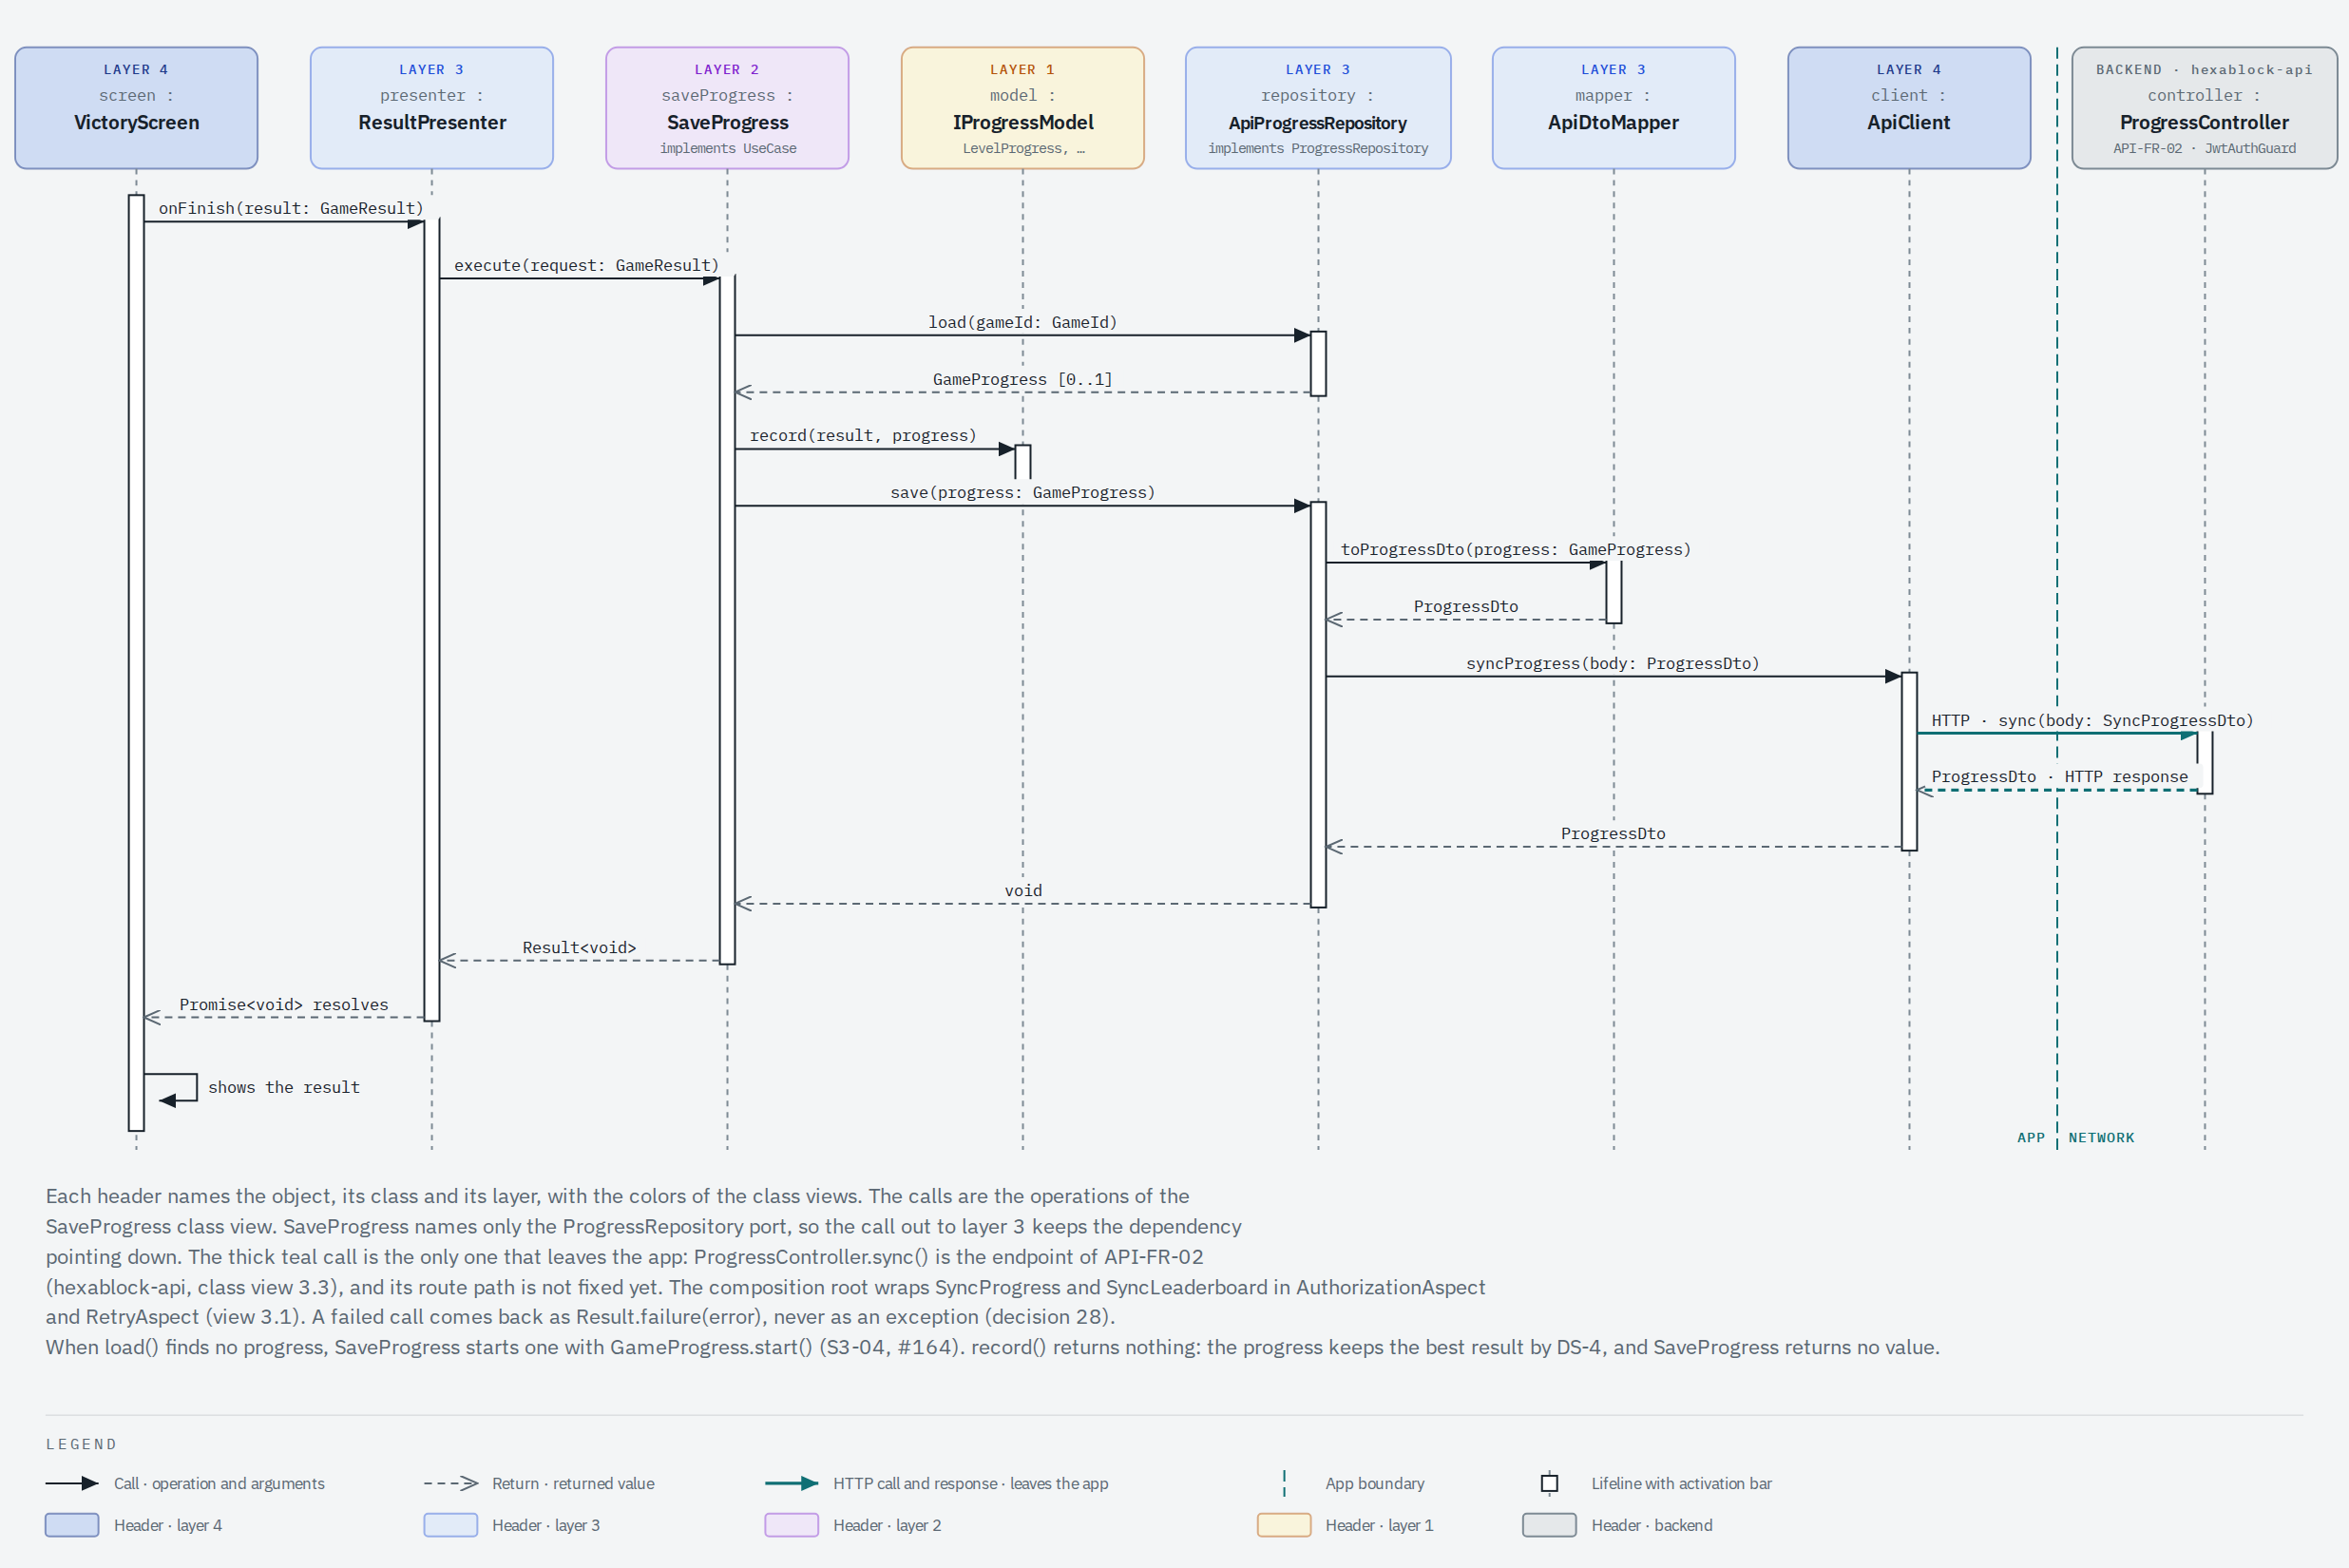 LAYER 4
screen :
VictoryScreen
LAYER 3
presenter :
ResultPresenter
LAYER 2
saveProgress :
SaveProgress
implements UseCase
LAYER 1
model :
IProgressModel
LevelProgress, …
LAYER 3
repository :
ApiProgressRepository
implements ProgressRepository
LAYER 3
mapper :
ApiDtoMapper
LAYER 4
client :
ApiClient
BACKEND · hexablock-api
controller :
ProgressController
API-FR-02 · JwtAuthGuard
onFinish(result: GameResult)
execute(request: GameResult)
load(gameId: GameId)
GameProgress [0..1]
record(result, progress)
save(progress: GameProgress)
toProgressDto(progress: GameProgress)
ProgressDto
syncProgress(body: ProgressDto)
HTTP · sync(body: SyncProgressDto)
ProgressDto · HTTP response
ProgressDto
void
Result<void>
Promise<void> resolves
shows the result
APP
NETWORK
Each header names the object, its class and its layer, with the colors of the class views. The calls are the operations of the
SaveProgress class view. SaveProgress names only the ProgressRepository port, so the call out to layer 3 keeps the dependency
pointing down. The thick teal call is the only one that leaves the app: ProgressController.sync() is the endpoint of API-FR-02
(hexablock-api, class view 3.3), and its route path is not fixed yet. The composition root wraps SyncProgress and SyncLeaderboard in AuthorizationAspect
and RetryAspect (view 3.1). A failed call comes back as Result.failure(error), never as an exception (decision 28).
When load() finds no progress, SaveProgress starts one with GameProgress.start() (S3-04, #164). record() returns nothing: the progress keeps the best result by DS-4, and SaveProgress returns no value.
LEGEND
Call · operation and arguments
Return · returned value
HTTP call and response · leaves the app
App boundary
Lifeline with activation bar
Header · layer 4
Header · layer 3
Header · layer 2
Header · layer 1
Header · backend